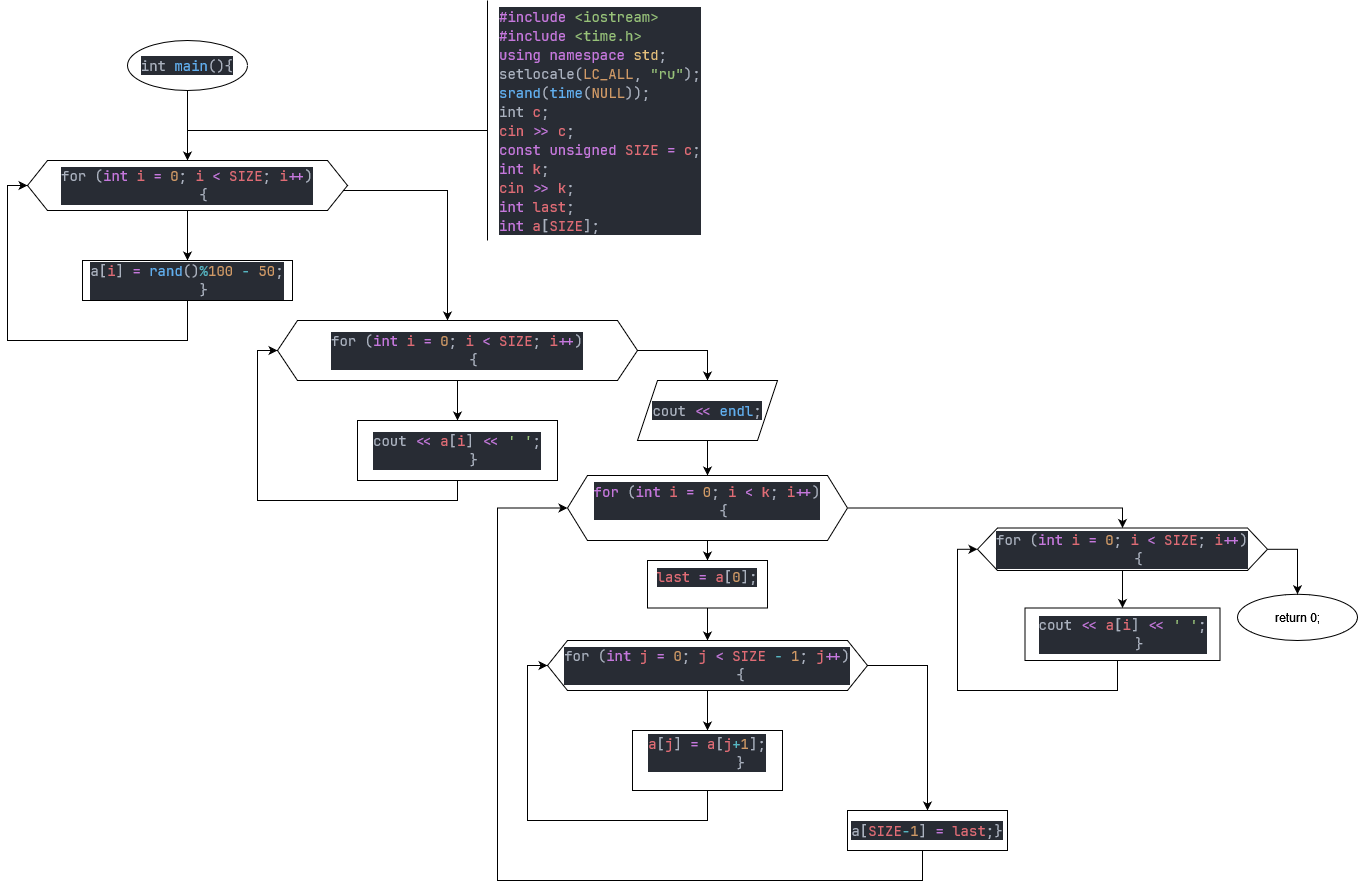 int main(){
#include <iostream>
#include <time.h>
using namespace std;
setlocale(LC_ALL, "ru");
srand(time(NULL));
int c;
cin >> c;
const unsigned SIZE = c;
int k;
cin >> k;
int last;
int a[SIZE];
for (int i = 0; i < SIZE; i++)
{
a[i] = rand()%100 - 50;
}
for (int i = 0; i < SIZE; i++)
{
cout << a[i] << ' ';
}
cout << endl;
for (int i = 0; i < k; i++)
{
last = a[0];
for (int j = 0; j < SIZE - 1; j++)
{
a[j] = a[j+1];
}
a[SIZE-1] = last;}
for (int i = 0; i < SIZE; i++)
{
cout << a[i] << ' ';
}
return 0;